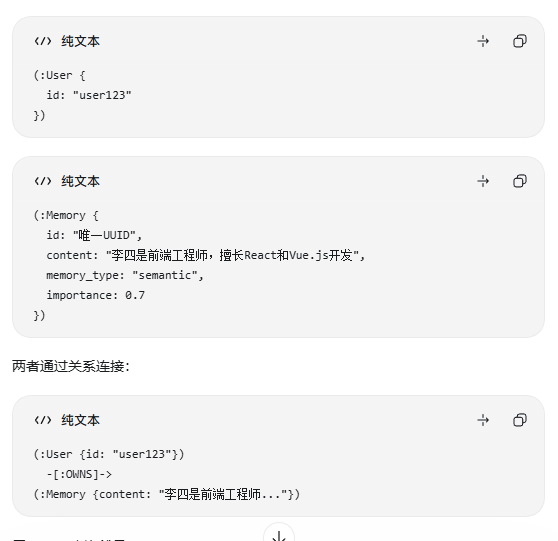 纯文本
(:User {
  id: "user123"
})
纯文本
(:Memory {
  id: "唯一UUID",
  content: "李四是前端工程师，擅长React和Vue.js开发",
  memory_type: "semantic",
  importance: 0.7
})
两者通过关系连接：
纯文本
(:User {id: "user123"})
  -[:OWNS]->
(:Memory {content: "李四是前端工程师..."})